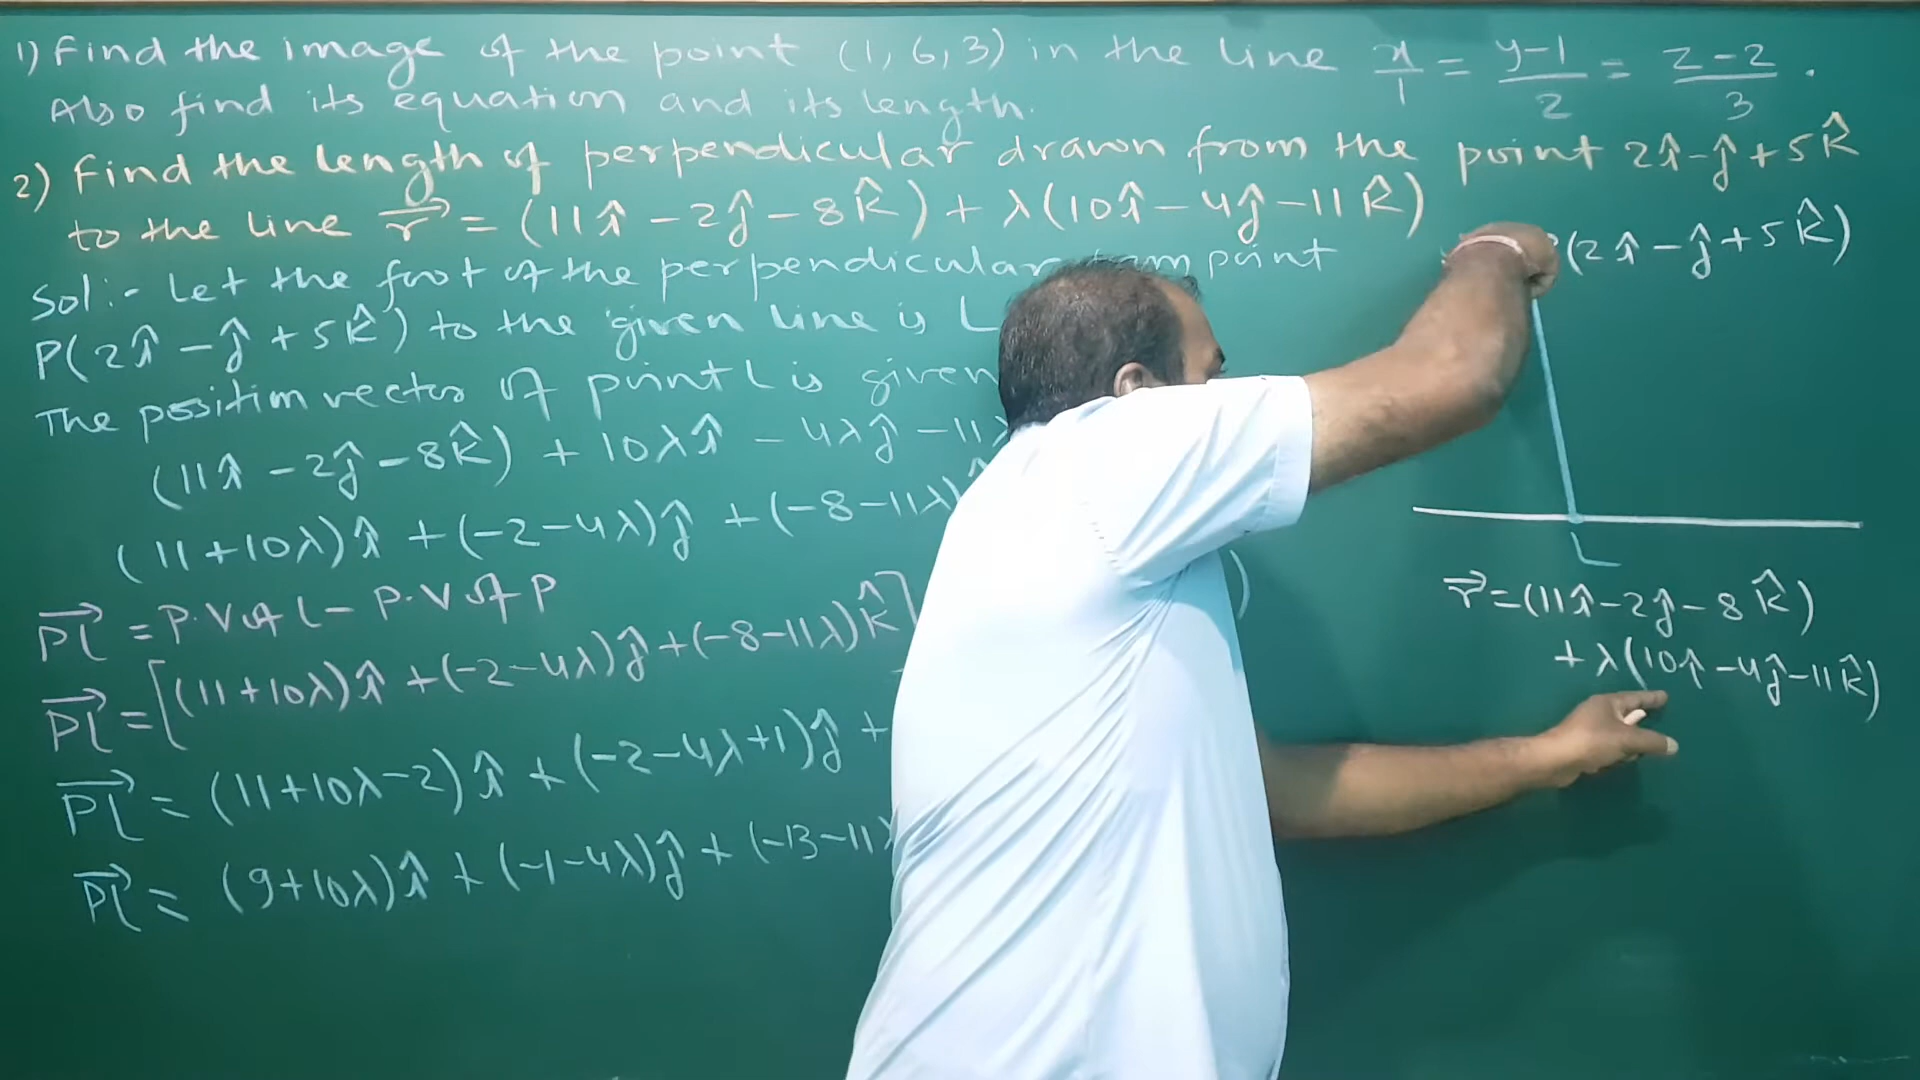 1) Find the image of the point (1, 6, 3) in the line x/1 = y-1/2 = z-2/3 .
Also find its equation and its length.
2) Find the length of perpendicular drawn from the point 2î-ĵ+5k̂
to the line r⃗ = (11î-2ĵ-8k̂)+λ(10î-4ĵ-11k̂)
Sol:- Let the foot of the perpendicular point
P(2î-ĵ+5k̂) to the given line is L
The position vector of point L is given
(11î-2ĵ-8k̂) + 10λî - 4λĵ - 11λ
(11+10λ)î + (-2-4λ)ĵ + (-8-11λ)
PL⃗ = P.V of L - P.V of P
PL⃗ = [(11+10λ)î + (-2-4λ)ĵ + (-8-11λ)k̂] )
PL⃗ = (11+10λ-2)î + (-2-4λ+1)ĵ +
PL⃗ = (9+10λ)î + (-1-4λ)ĵ + (-13-11λ
(2î-ĵ+5k̂)
L
r⃗ = (11î-2ĵ-8k̂)
+ λ(10î-4ĵ-11k̂)